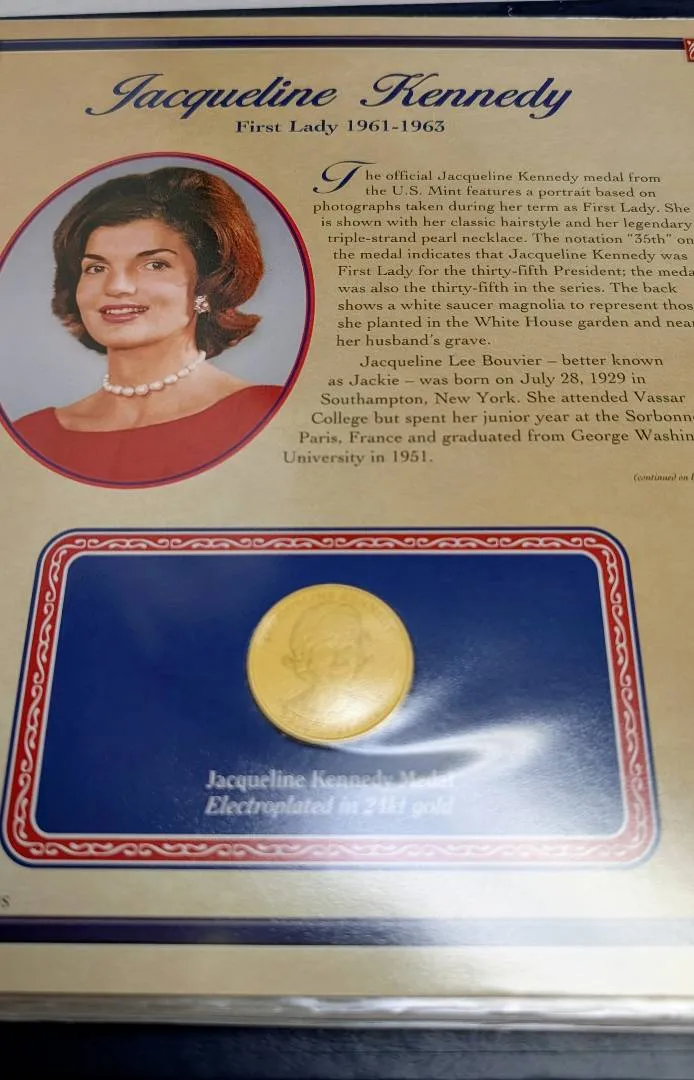 Jacqueline Kennedy
First Lady 1961-1963
The official Jacqueline Kennedy medal from
the U.S. Mint features a portrait based on
photographs taken during her term as First Lady. She
is shown with her classic hairstyle and her legendary
triple-strand pearl necklace. The notation "35th" on
the medal indicates that Jacqueline Kennedy was
First Lady for the thirty-fifth President; the meda
was also the thirty-fifth in the series. The back
shows a white saucer magnolia to represent thos
she planted in the White House garden and near
her husband's grave.
Jacqueline Lee Bouvier – better known
as Jackie – was born on July 28, 1929 in
Southampton, New York. She attended Vassar
College but spent her junior year at the Sorbonne
Paris, France and graduated from George Washin
University in 1951.
(continued on
Jacqueline Kennedy Medal
Electroplated in 24kt gold